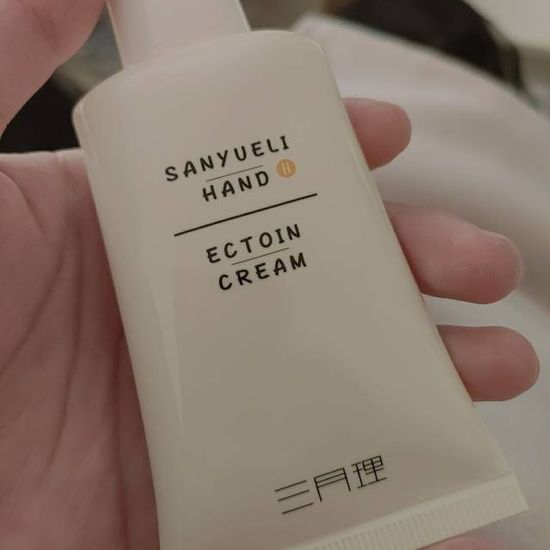 SANYUELI
HAND H
ECTOIN
CREAM
三月理